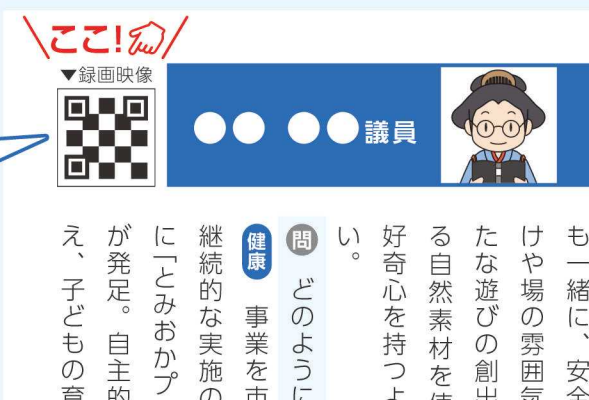 ここ!
▼録画映像
●● ●●議員
も一緒に、安全
けや場の雰囲気
たな遊びの創出
る自然素材を使
好奇心を持つよ
い。
問 どのように
健康 事業を市
継続的な実施の
に「とみおかプ
が発足。自主的
え、子どもの育